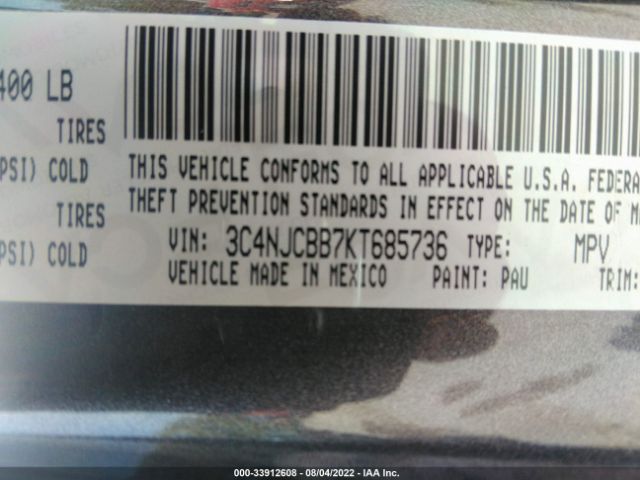 400 LB
TIRES
PSI) COLD
TIRES
PSI) COLD
THIS VEHICLE CONFORMS TO ALL APPLICABLE U.S.A. FEDERA
THEFT PREVENTION STANDARDS IN EFFECT ON THE DATE OF M
VIN: 3C4NJCBB7KT685736 TYPE: MPV
VEHICLE MADE IN MEXICO PAINT: PAU TRIM:
000-33912608 - 08/04/2022 - IAA Inc.